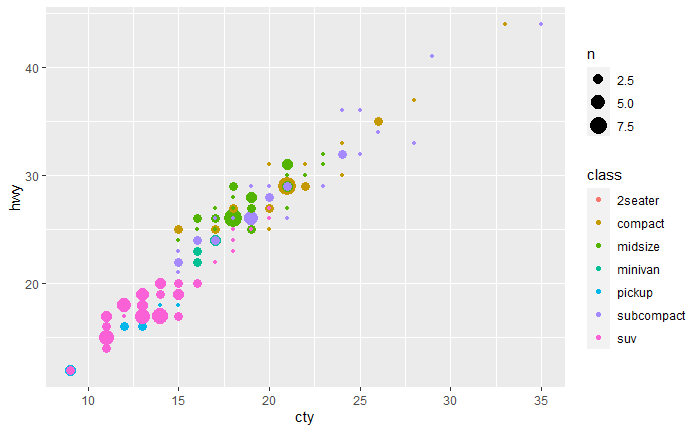 hwy
40
30
20
10
15
20
25
30
35
cty
n
2.5
5.0
7.5
class
2seater
compact
midsize
minivan
pickup
subcompact
suv